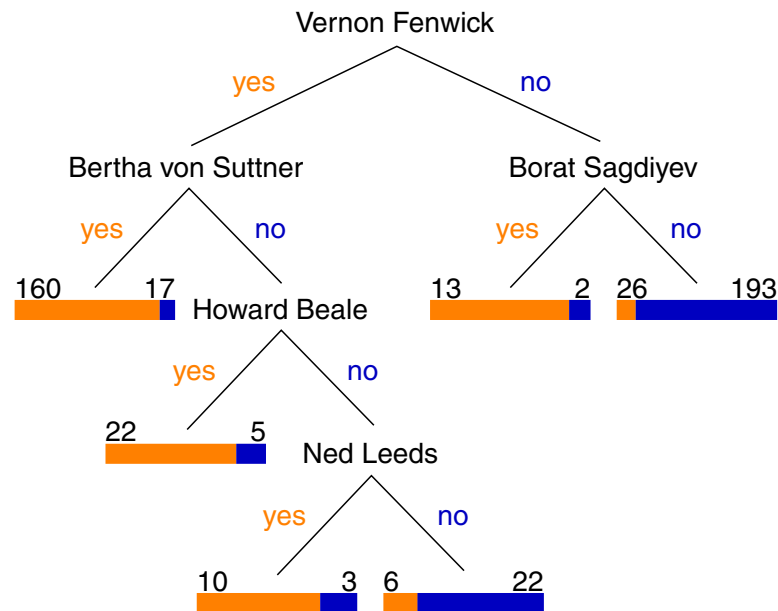 Vernon Fenwick
yes no
Bertha von Suttner Borat Sagdiyev
yes no yes no
160 17 13 2 26 193
Howard Beale
yes no
22 5
Ned Leeds
yes no
10 3 6 22